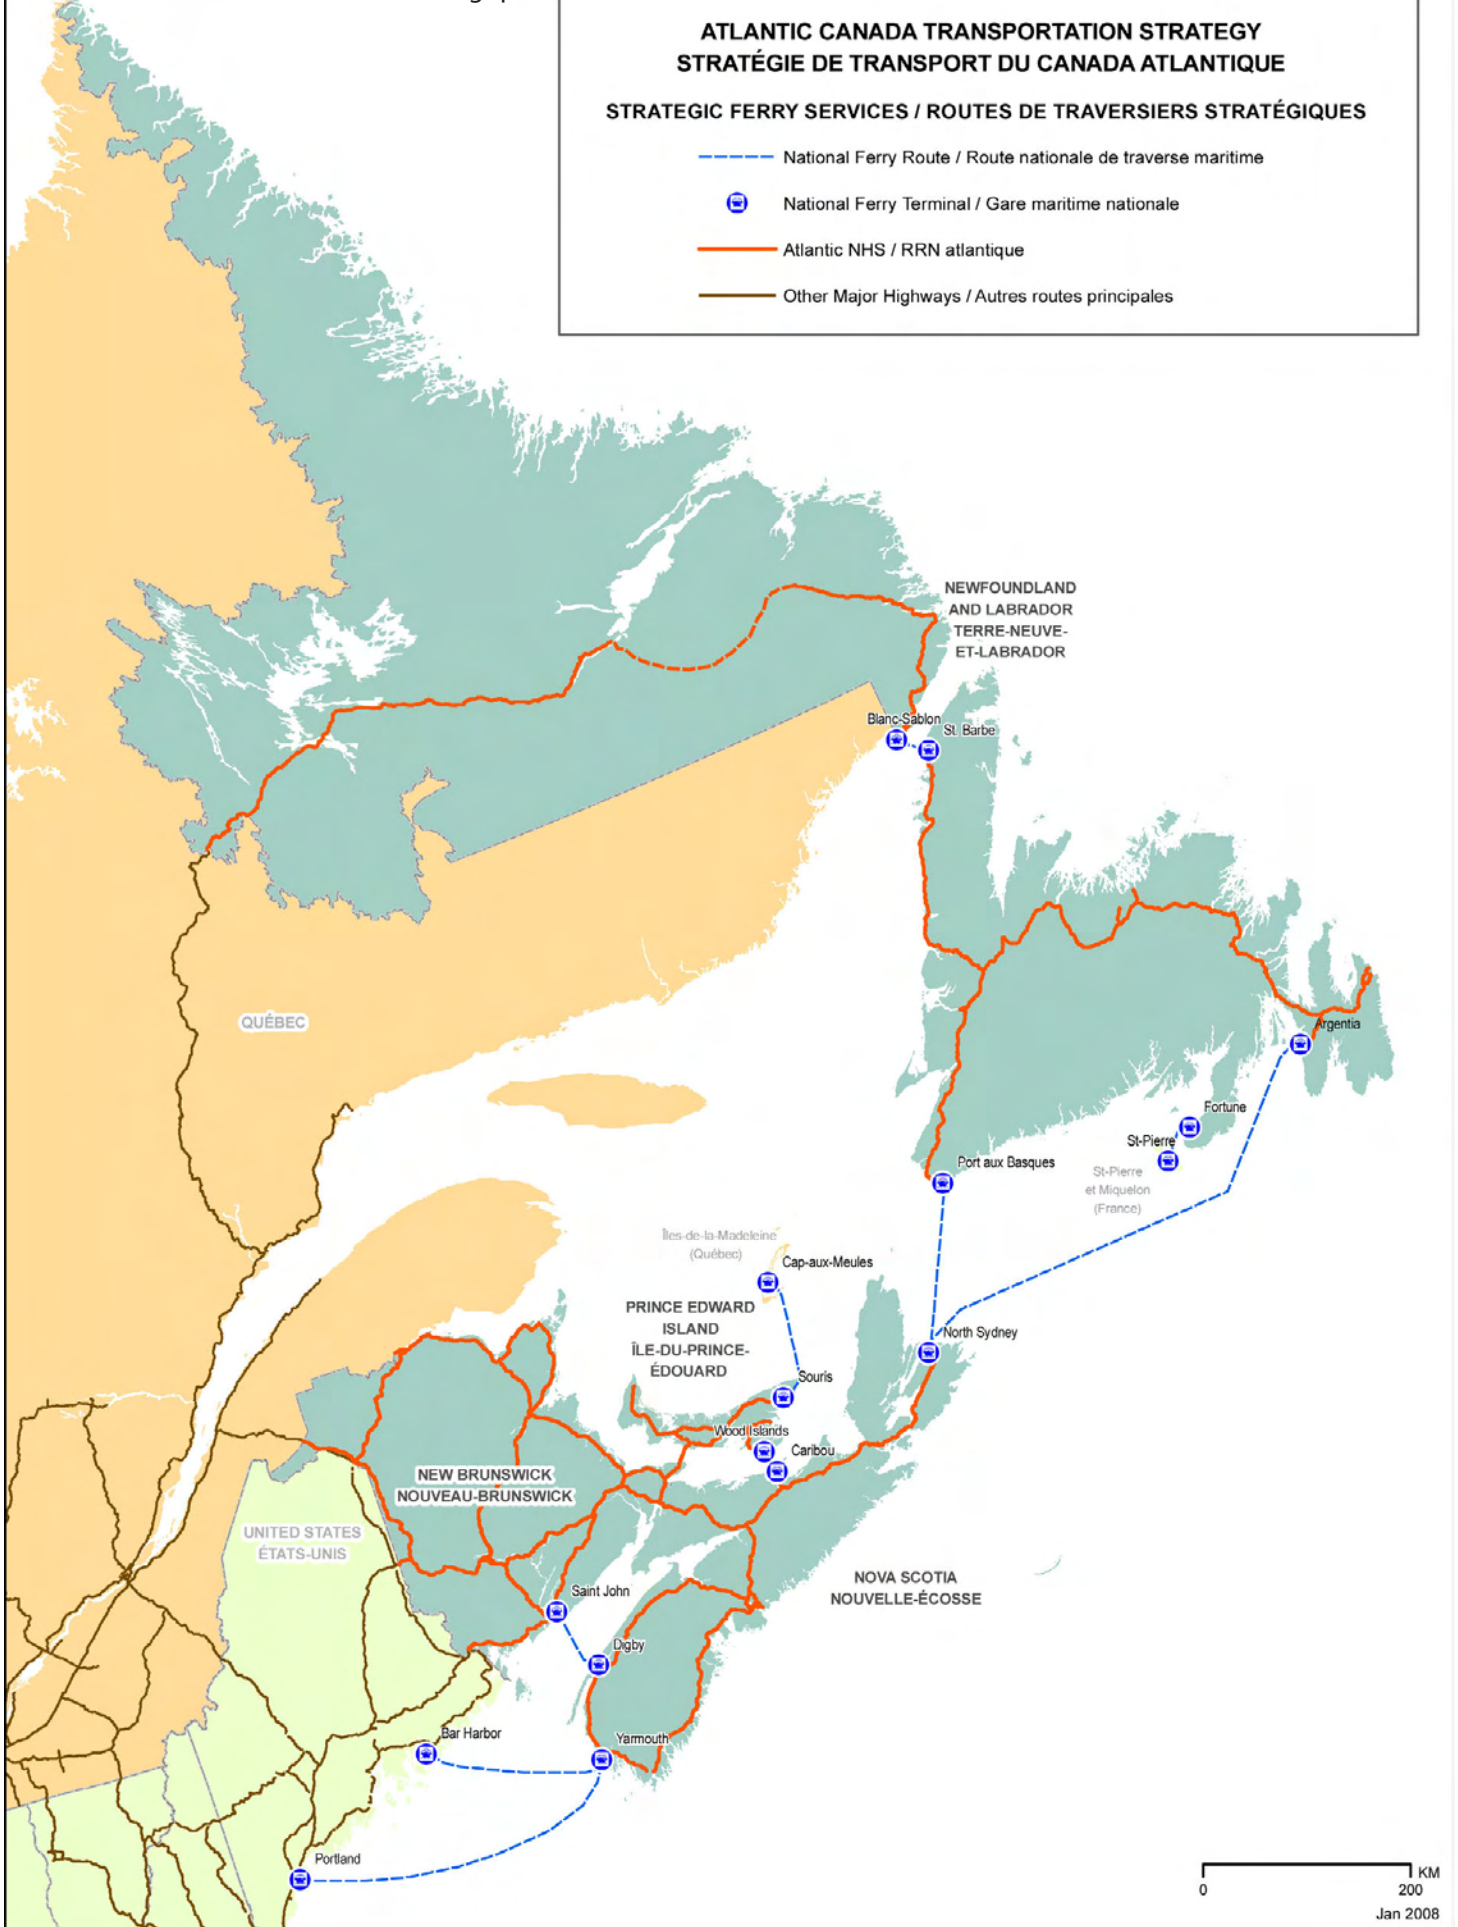 ATLANTIC CANADA TRANSPORTATION STRATEGY
STRATÉGIE DE TRANSPORT DU CANADA ATLANTIQUE
STRATEGIC FERRY SERVICES / ROUTES DE TRAVERSIERS STRATÉGIQUES
National Ferry Route / Route nationale de traverse maritime
National Ferry Terminal / Gare maritime nationale
Atlantic NHS / RRN atlantique
Other Major Highways / Autres routes principales
NEWFOUNDLAND
AND LABRADOR
TERRE-NEUVE-
ET-LABRADOR
Blanc-Sablon
St. Barbe
QUÉBEC
Argentia
Fortune
St-Pierre
St-Pierre
et Miquelon
(France)
Port aux Basques
Îles-de-la-Madeleine
(Québec)
Cap-aux-Meules
PRINCE EDWARD
ISLAND
ÎLE-DU-PRINCE-
ÉDOUARD
North Sydney
Souris
Wood Islands
Caribou
NEW BRUNSWICK
NOUVEAU-BRUNSWICK
UNITED STATES
ÉTATS-UNIS
NOVA SCOTIA
NOUVELLE-ÉCOSSE
Saint John
Digby
Bar Harbor
Yarmouth
Portland
KM
0 200
Jan 2008